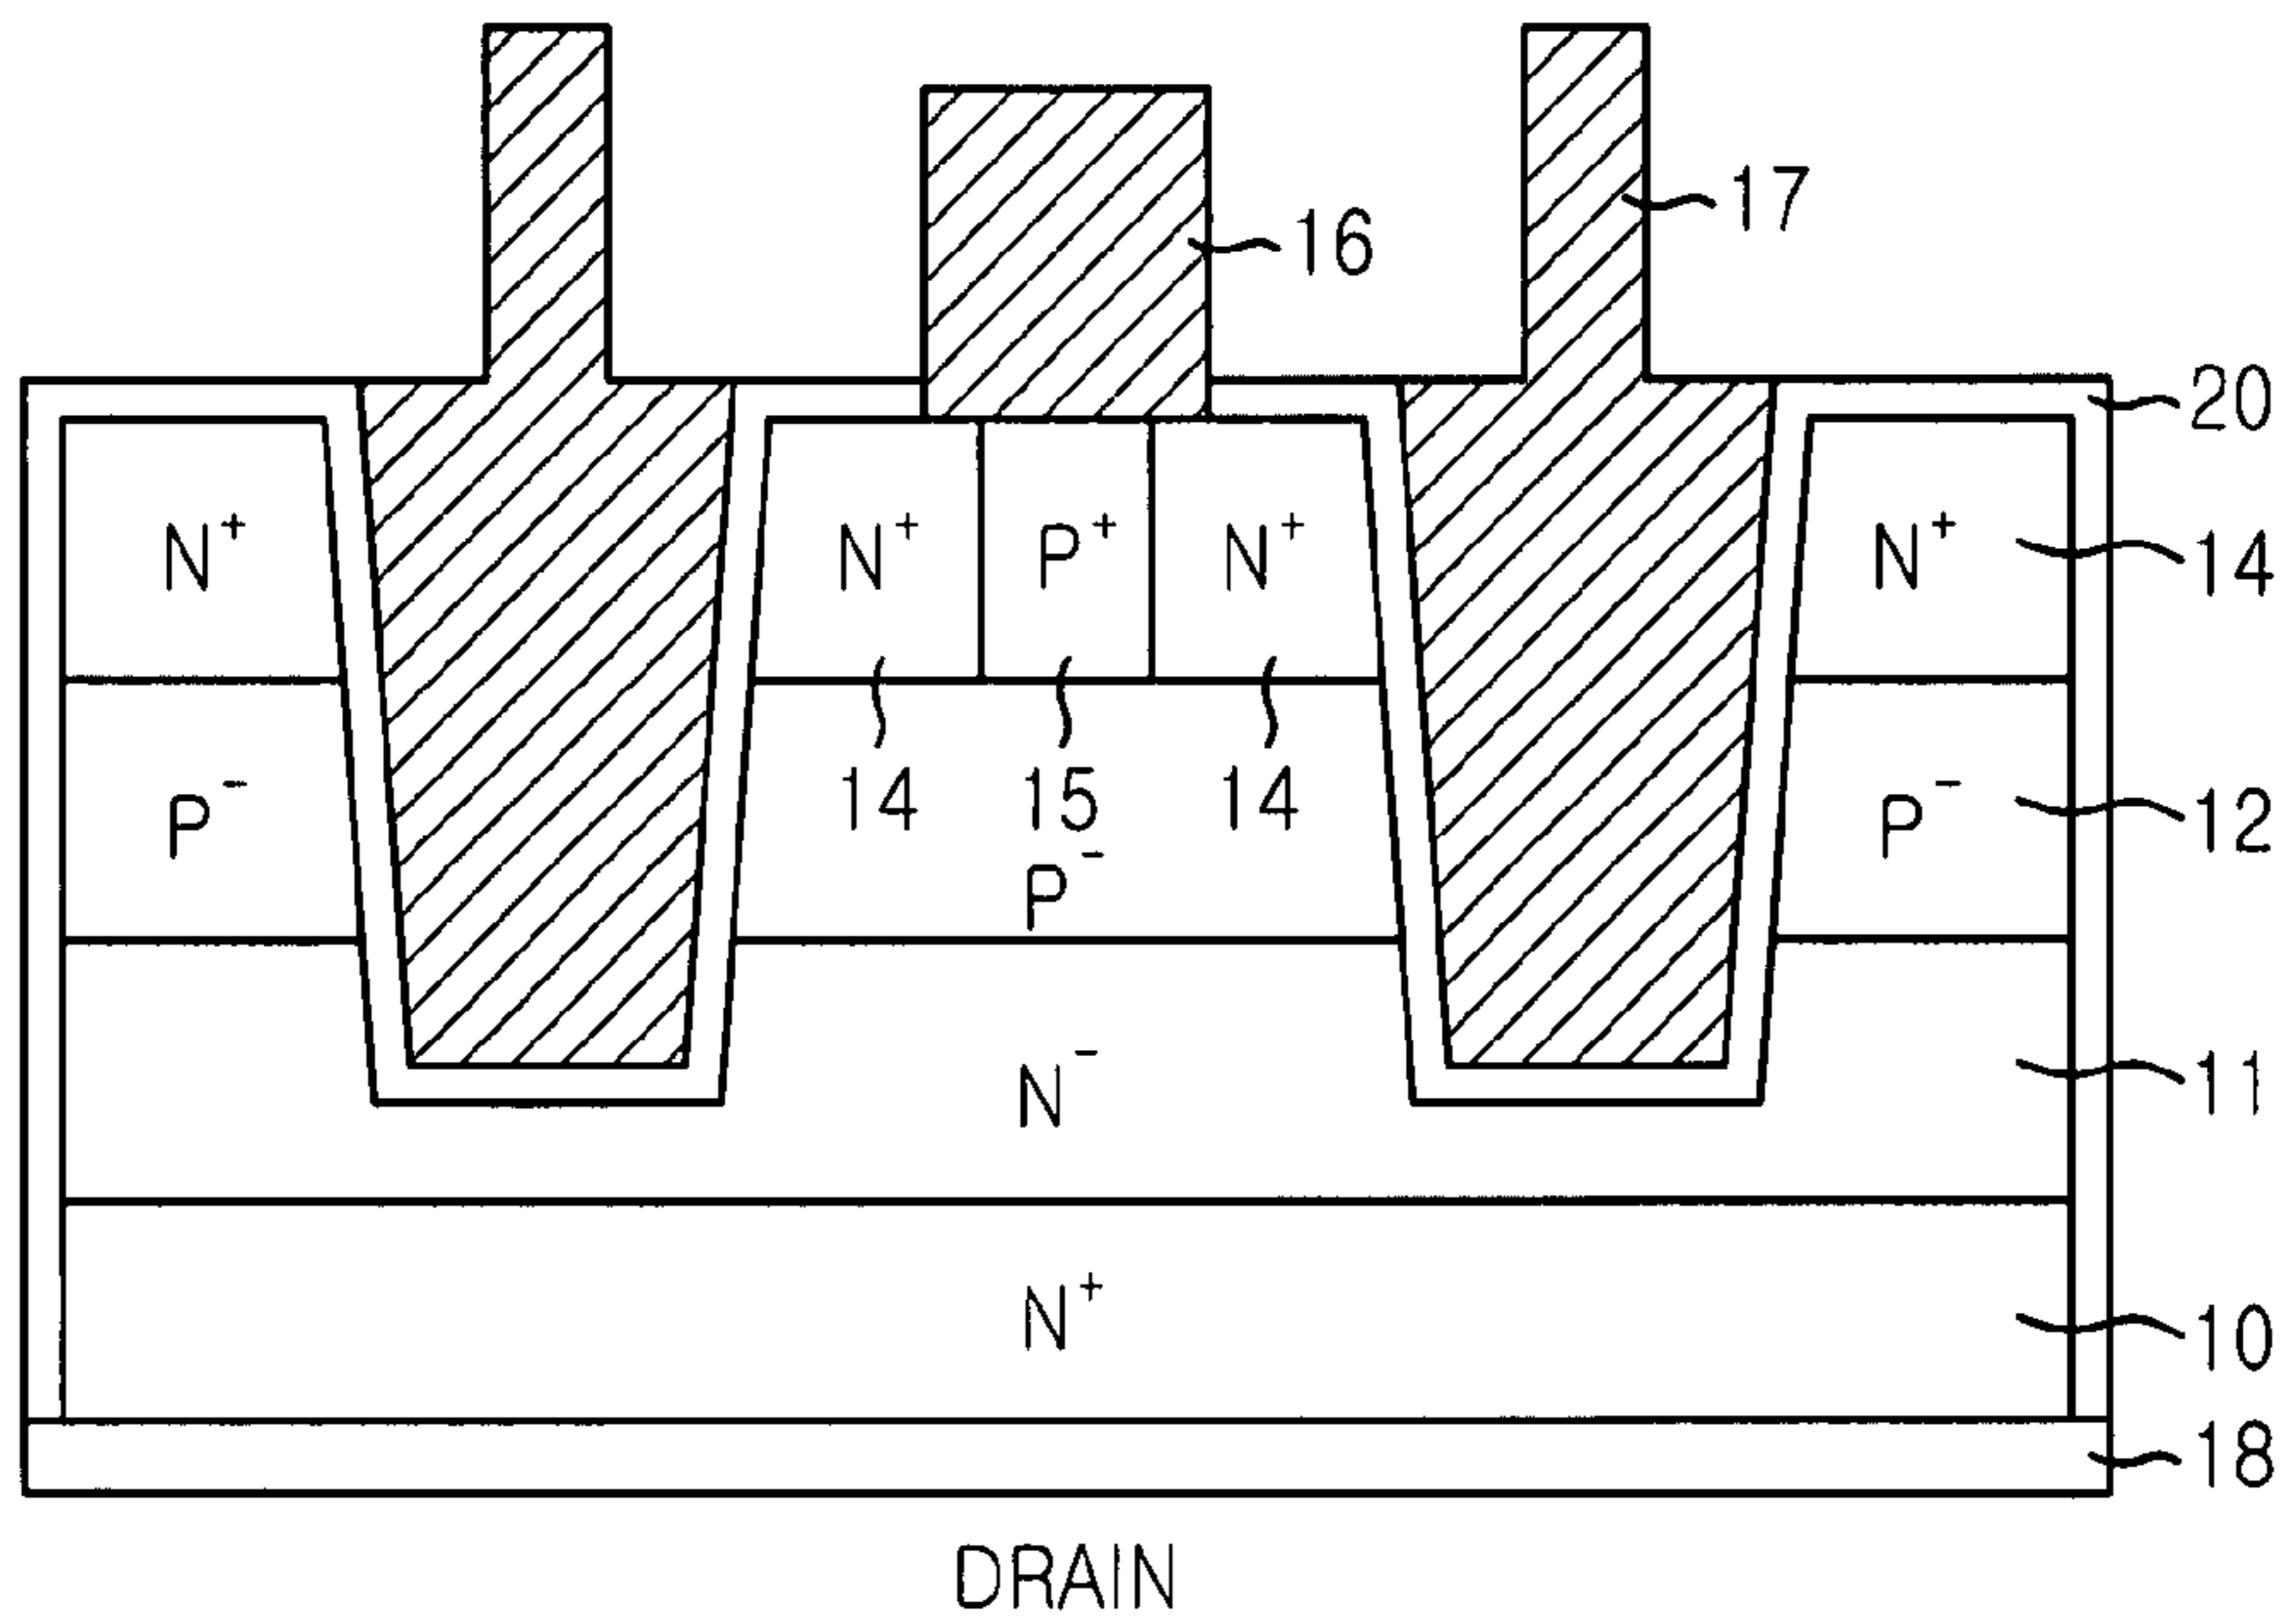 17
16
20
N+ N+ P+ N+ N+ 14
14 15 14
P- P- P- 12
N- 11
N+ 10
18
DRAIN